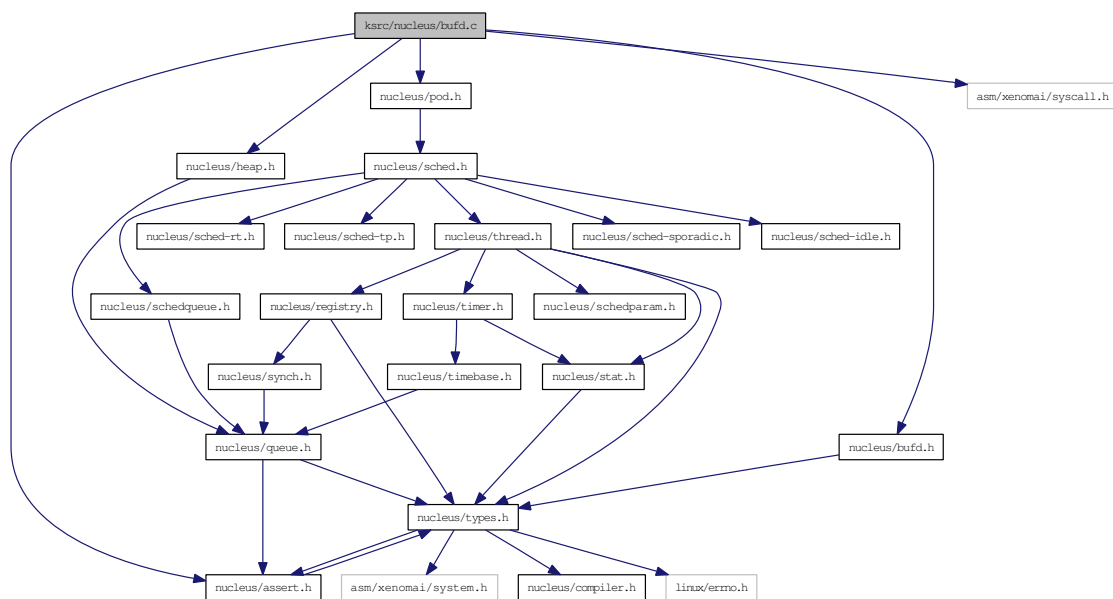 ksrc/nucleus/bufd.c
nucleus/pod.h
asm/xenomai/syscall.h
nucleus/heap.h
nucleus/sched.h
nucleus/sched-rt.h
nucleus/sched-tp.h
nucleus/thread.h
nucleus/sched-sporadic.h
nucleus/sched-idle.h
nucleus/schedqueue.h
nucleus/registry.h
nucleus/timer.h
nucleus/schedparam.h
nucleus/synch.h
nucleus/timebase.h
nucleus/stat.h
nucleus/queue.h
nucleus/bufd.h
nucleus/types.h
nucleus/assert.h
asm/xenomai/system.h
nucleus/compiler.h
linux/errno.h